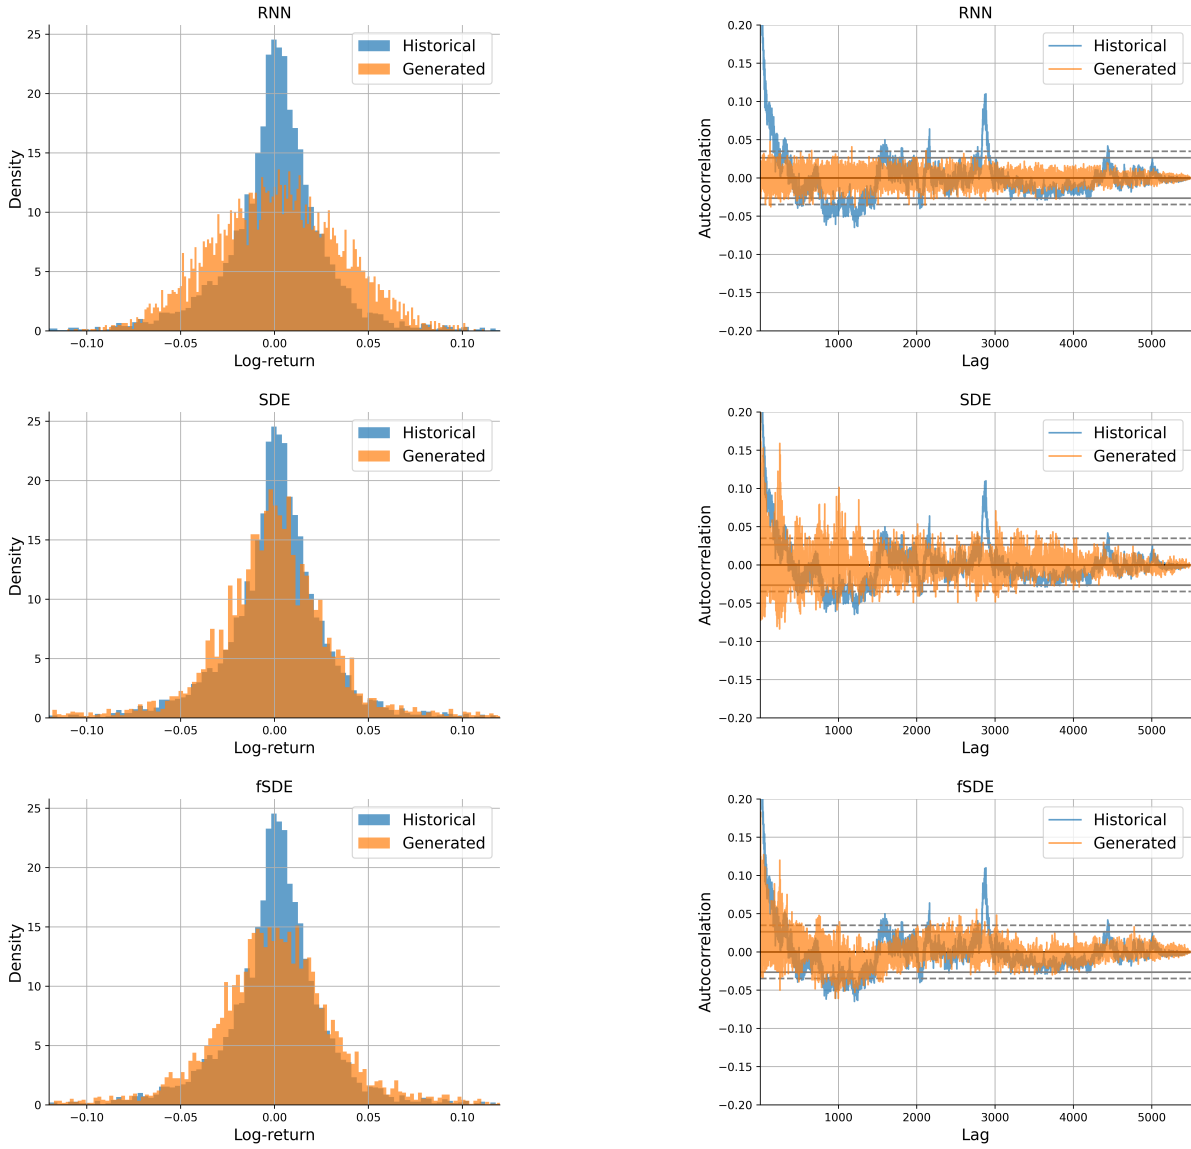 RNN
25
20
15
10
5
0
Density
Historical
Generated
−0.10
−0.05
0.00
0.05
0.10
Log-return
RNN
0.20
0.15
0.10
0.05
0.00
−0.05
−0.10
−0.15
−0.20
Autocorrelation
Historical
Generated
1000
2000
3000
4000
5000
Lag
SDE
25
20
15
10
5
0
Density
Historical
Generated
−0.10
−0.05
0.00
0.05
0.10
Log-return
SDE
0.20
0.15
0.10
0.05
0.00
−0.05
−0.10
−0.15
−0.20
Autocorrelation
Historical
Generated
1000
2000
3000
4000
5000
Lag
fSDE
25
20
15
10
5
0
Density
Historical
Generated
−0.10
−0.05
0.00
0.05
0.10
Log-return
fSDE
0.20
0.15
0.10
0.05
0.00
−0.05
−0.10
−0.15
−0.20
Autocorrelation
Historical
Generated
1000
2000
3000
4000
5000
Lag